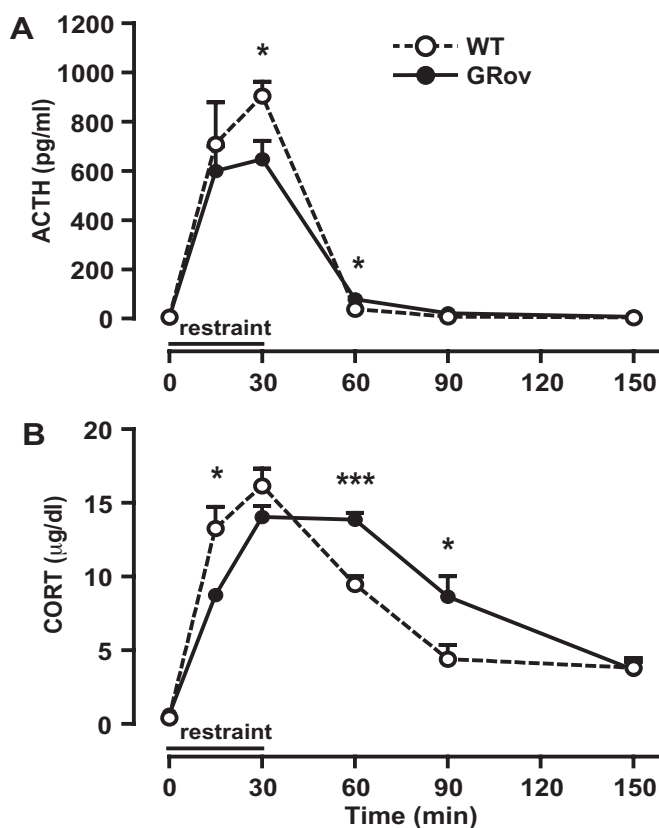 A
*
WT
GRov
1200
1000
800
600
400
200
0
ACTH (pg/ml)
*
restraint
0 30 60 90 120 150
B
20
15
10
5
0
CORT (µg/dl)
* *** *
restraint
0 30 60 90 120 150
Time (min)